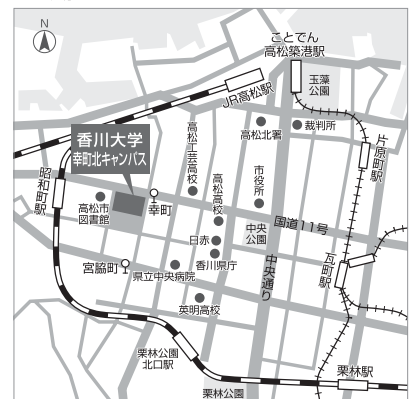 N
ことでん
高松築港駅
玉藻
公園
JR高松駅
高松北署
裁判所
片原町駅
香川大学
幸町北キャンパス
高松工芸高校
高松高校
市役所
昭和町駅
高松市
図書館
幸町
国道11号
中央
公園
日赤
香川県庁
宮脇町
県立中央病院
中央通り
瓦町駅
英明高校
栗林公園
北口駅
栗林駅
栗林公園